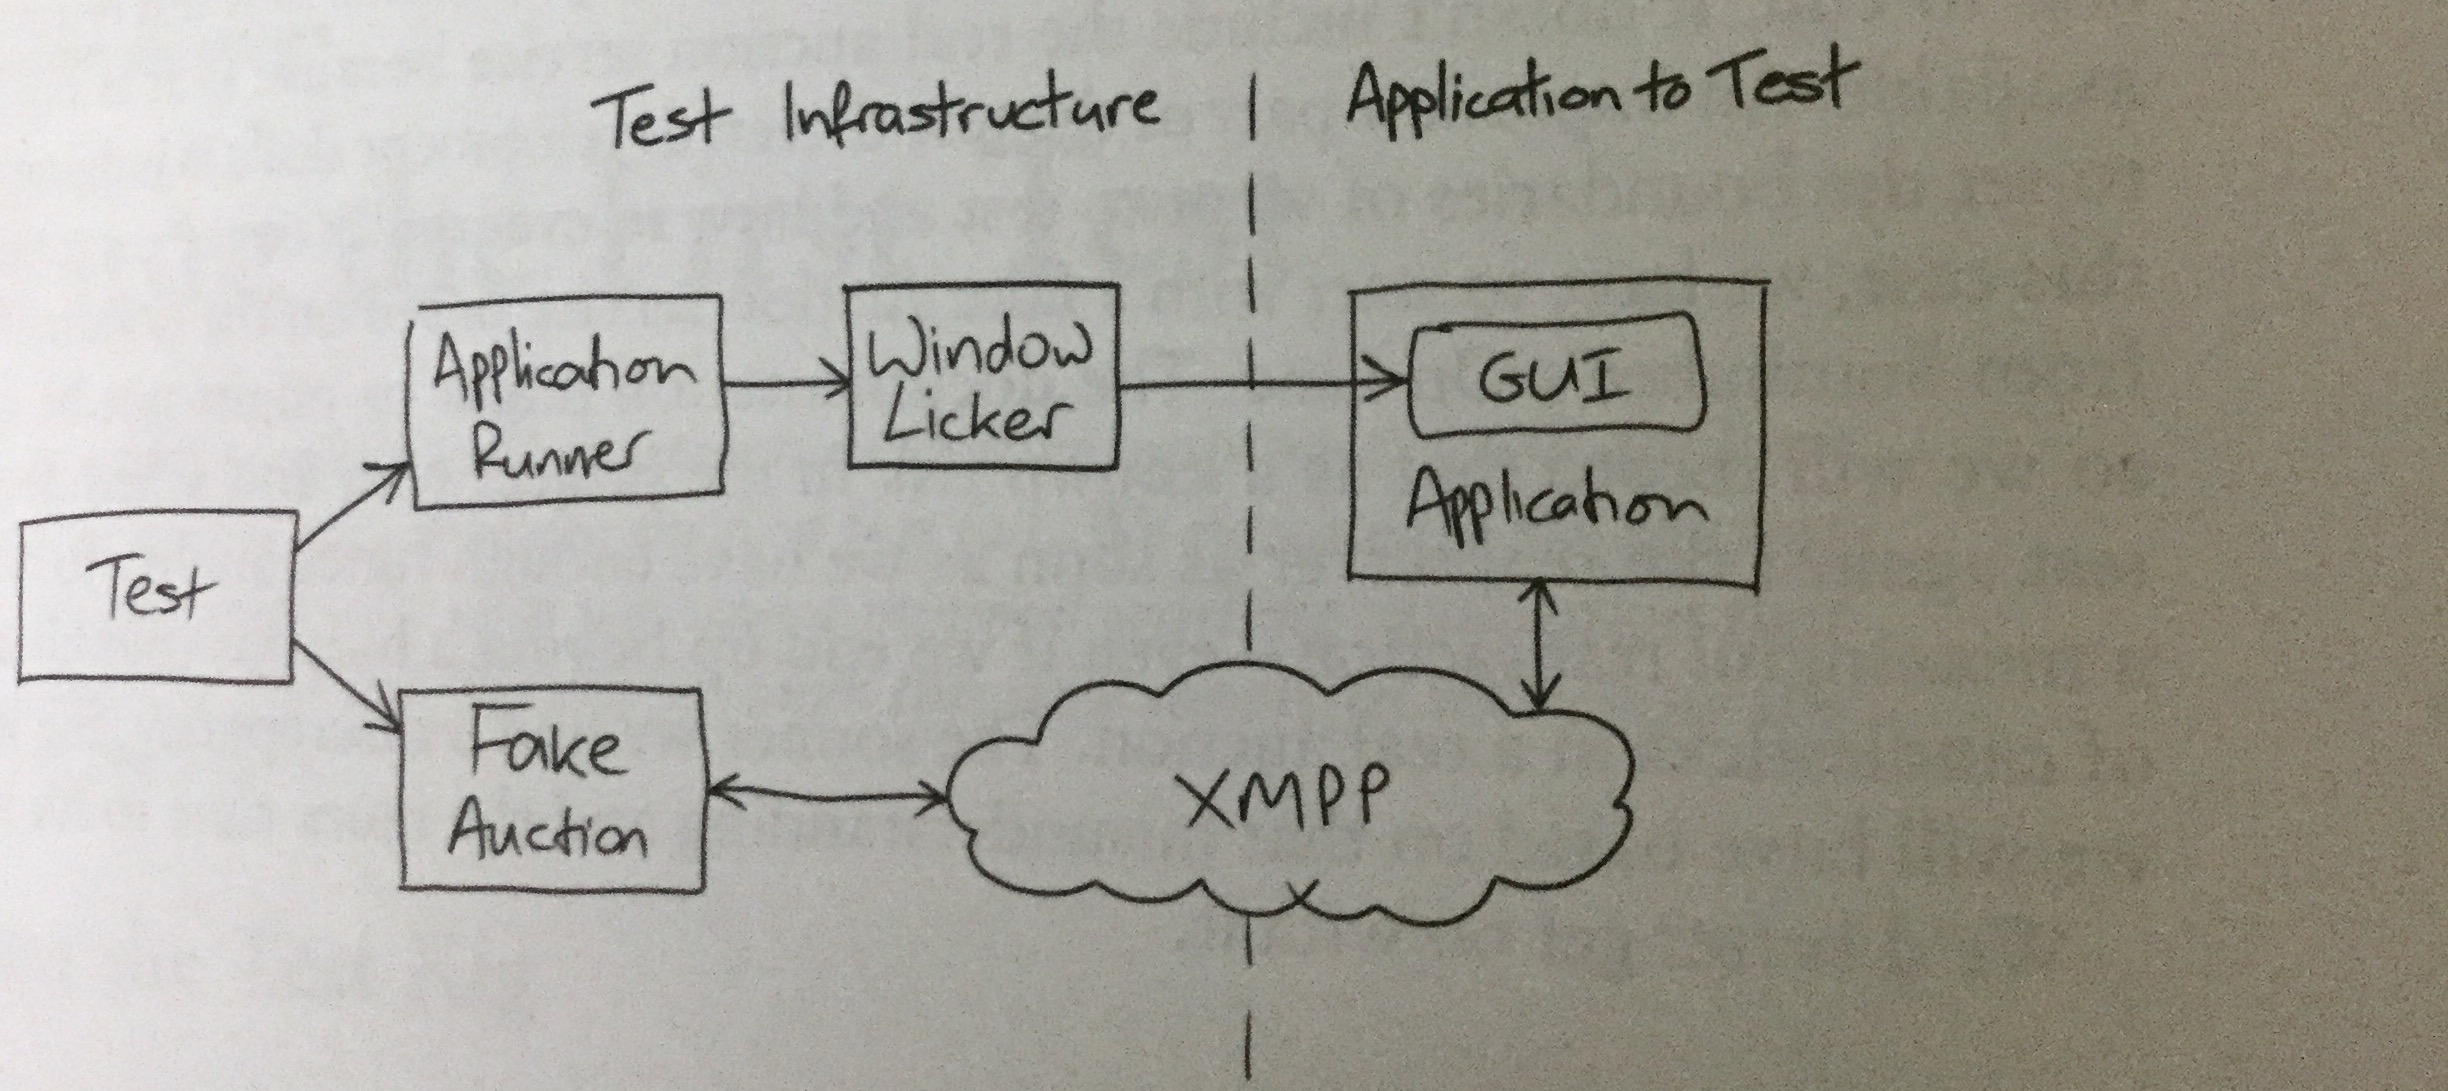 Test Infrastructure
Application to Test
Application
Runner
Window
Licker
GUI
Application
Test
Fake
Auction
XMPP